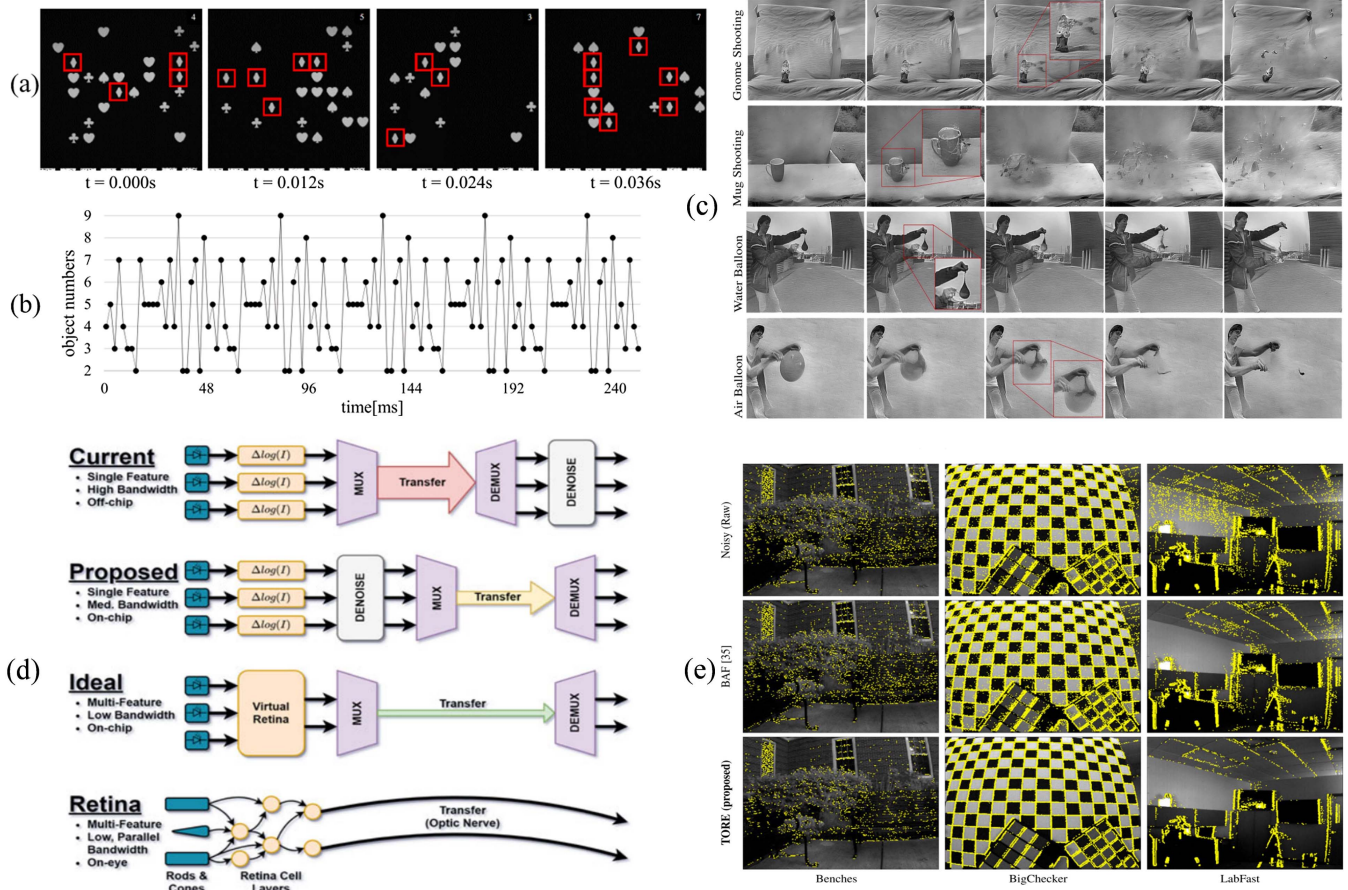 (a)
4
5
3
7
t = 0.000s
t = 0.012s
t = 0.024s
t = 0.036s
(b)
object numbers
9
8
7
6
5
4
3
2
0
48
96
144
192
240
time[ms]
(c)
Gnome Shooting
Mug Shooting
Water Balloon
Air Balloon
(d)
Current
• Single Feature
• High Bandwidth
• Off-chip
Δlog(I)
Δlog(I)
Δlog(I)
MUX
Transfer
DEMUX
DENOISE
Proposed
• Single Feature
• Med. Bandwidth
• On-chip
Δlog(I)
Δlog(I)
Δlog(I)
DENOISE
MUX
Transfer
DEMUX
Ideal
• Multi-Feature
• Low Bandwidth
• On-chip
Virtual
Retina
MUX
Transfer
DEMUX
Retina
• Multi-Feature
• Low, Parallel
Bandwidth
• On-eye
Rods &
Cones
Retina Cell
Layers
Transfer
(Optic Nerve)
(e)
Noisy (Raw)
BAF [35]
TORE (proposed)
Benches
BigChecker
LabFast